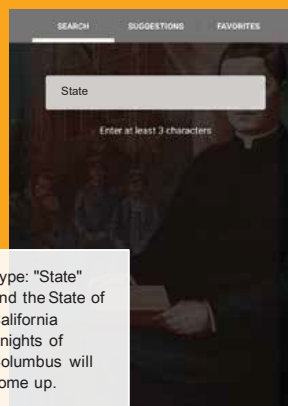 SEARCH SUGGESTIONS FAVORITES
State
Enter at least 3 characters
ype: "State"
nd the State of
alifornia
nights of
olumbus will
ome up.